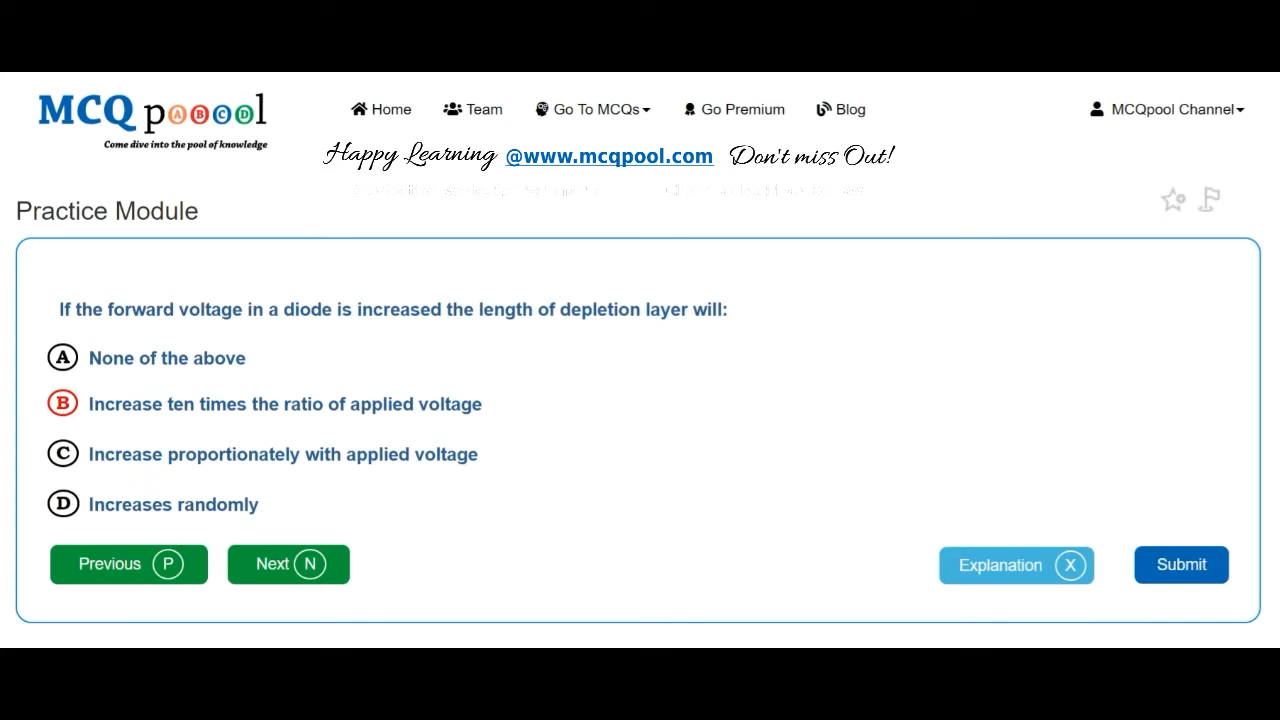 MCQ pABCDl
Come dive into the pool of knowledge
Home Team Go To MCQs Go Premium Blog MCQpool Channel
Happy Learning @www.mcqpool.com Don't miss Out!
Practice Module
If the forward voltage in a diode is increased the length of depletion layer will:
A None of the above
B Increase ten times the ratio of applied voltage
C Increase proportionately with applied voltage
D Increases randomly
Previous P Next N Explanation X Submit